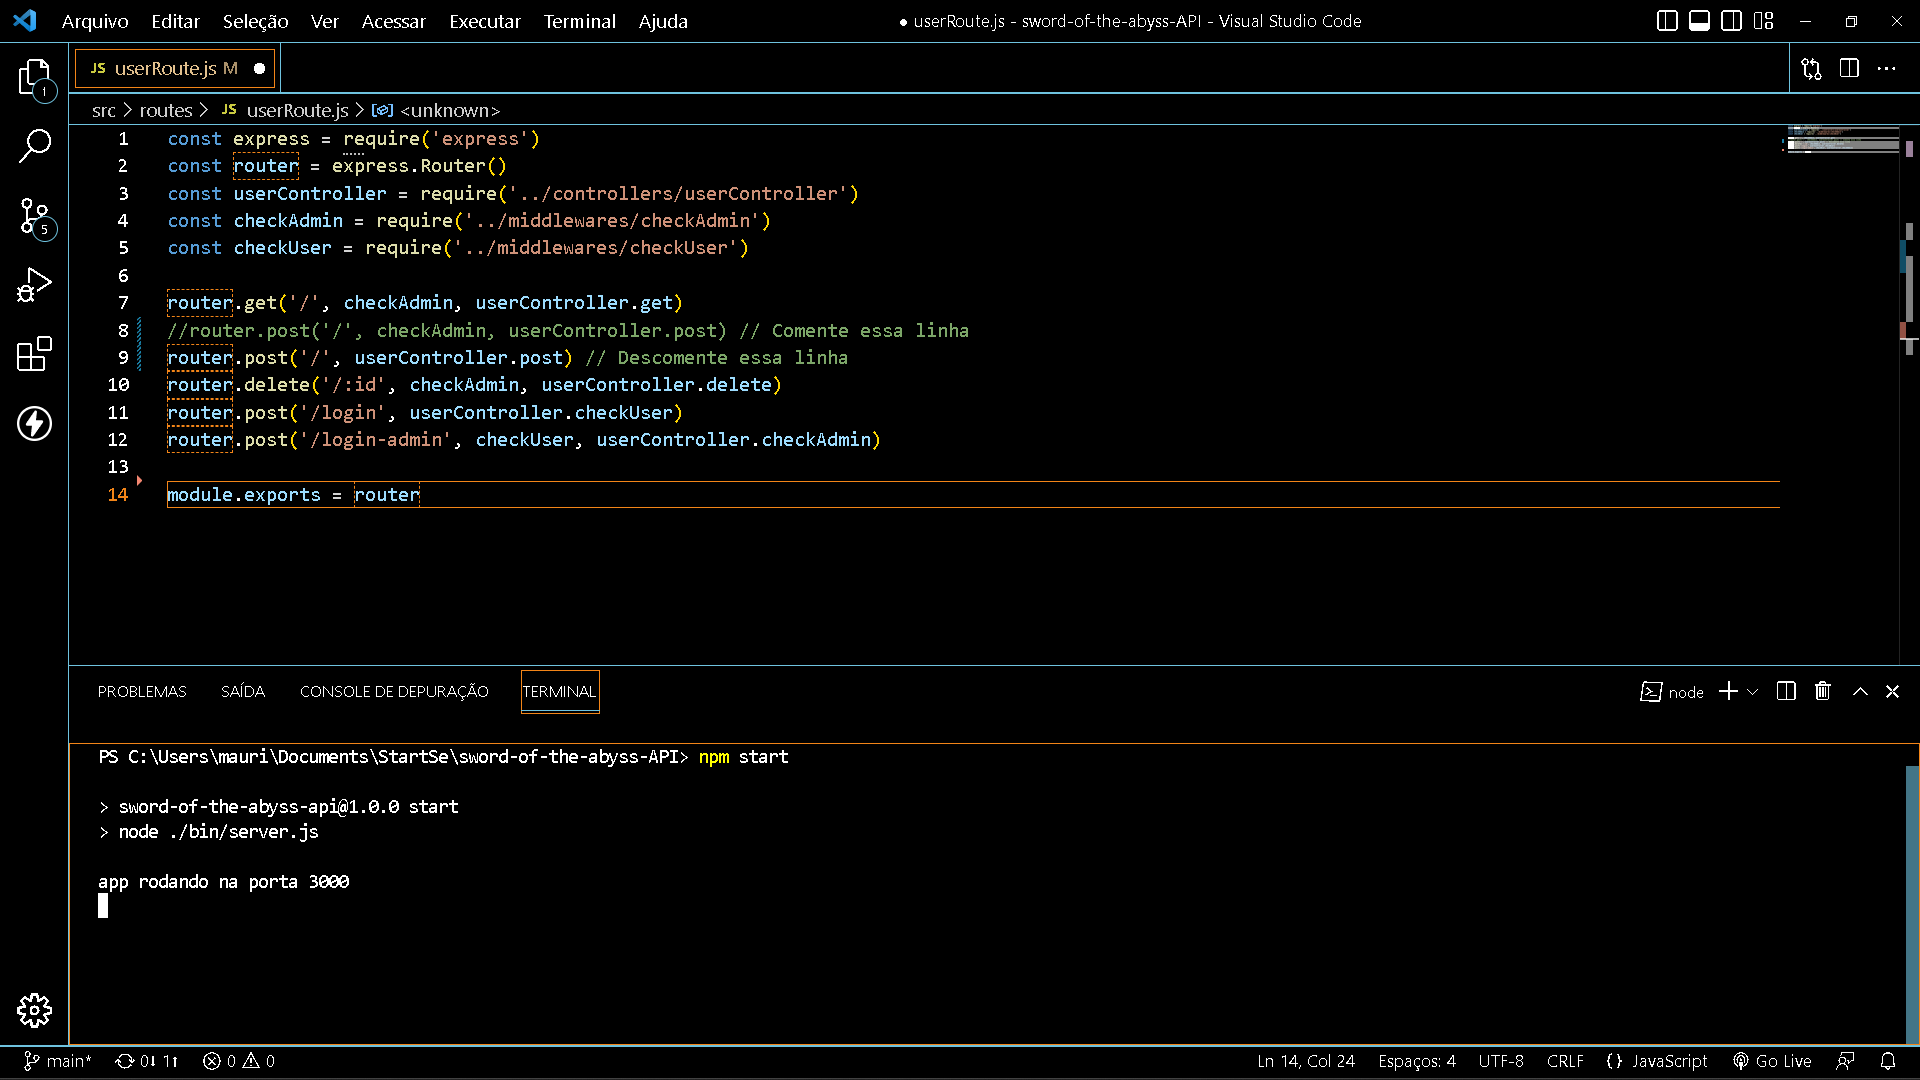 Arquivo Editar Seleção Ver Acessar Executar Terminal Ajuda
● userRoute.js - sword-of-the-abyss-API - Visual Studio Code
JS userRoute.js M ●
src > routes > JS userRoute.js > <unknown>
1 const express = require('express')
2 const router = express.Router()
3 const userController = require('../controllers/userController')
4 const checkAdmin = require('../middlewares/checkAdmin')
5 const checkUser = require('../middlewares/checkUser')
6
7 router.get('/', checkAdmin, userController.get)
8 //router.post('/', checkAdmin, userController.post) // Comente essa linha
9 router.post('/', userController.post) // Descomente essa linha
10 router.delete('/:id', checkAdmin, userController.delete)
11 router.post('/login', userController.checkUser)
12 router.post('/login-admin', checkUser, userController.checkAdmin)
13
14 module.exports = router
1
5
PROBLEMAS SAÍDA CONSOLE DE DEPURAÇÃO TERMINAL
node
PS C:\Users\mauri\Documents\StartSe\sword-of-the-abyss-API> npm start
> sword-of-the-abyss-api@1.0.0 start
> node ./bin/server.js
app rodando na porta 3000
main* 0↓ 1↑ 0 0
Ln 14, Col 24 Espaços: 4 UTF-8 CRLF {} JavaScript Go Live